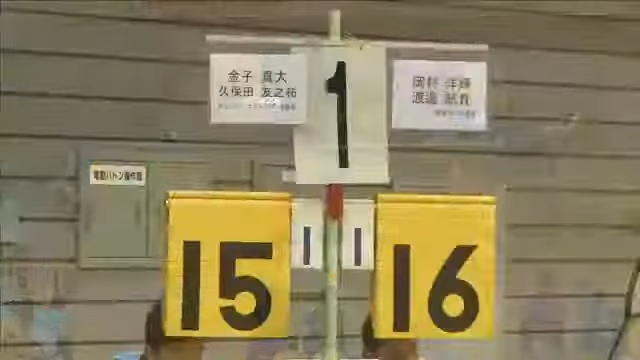 金子 真大
久保田 友之祐
1
岡村 洋輝
渡邉 航貴
電動バトン操作盤
15
1
1
16